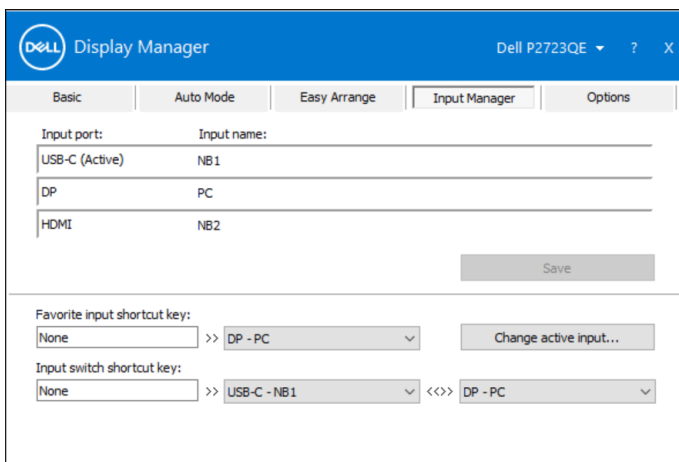 DELL Display Manager Dell P2723QE ? X
Basic Auto Mode Easy Arrange Input Manager Options
Input port: Input name:
USB-C (Active) NB1
DP PC
HDMI NB2
Save
Favorite input shortcut key:
None >> DP - PC Change active input...
Input switch shortcut key:
None >> USB-C - NB1 <<>> DP - PC